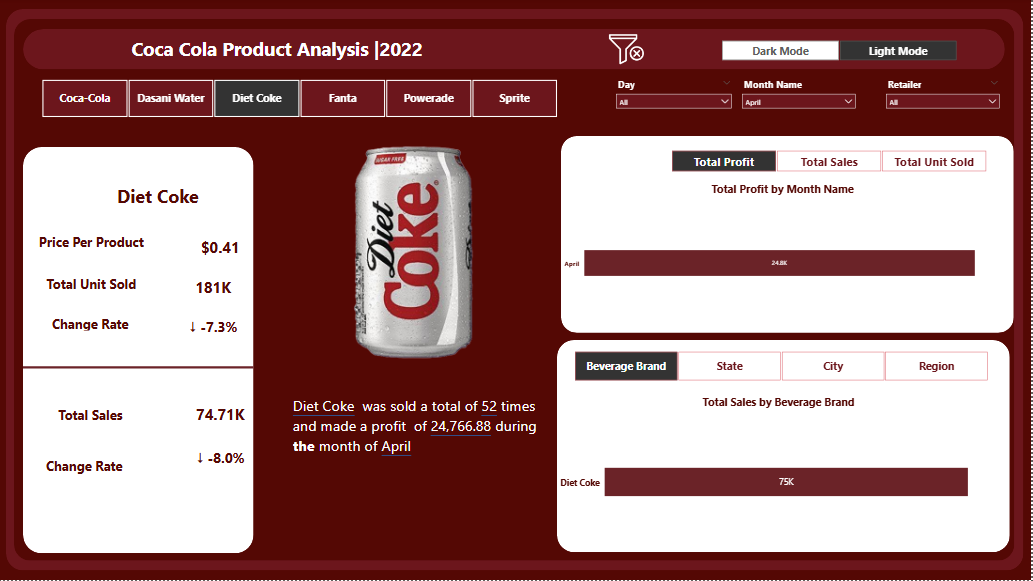 Coca Cola Product Analysis |2022
Dark Mode
Light Mode
Coca-Cola
Dasani Water
Diet Coke
Fanta
Powerade
Sprite
Day
All
Month Name
April
Retailer
All
Diet Coke
Price Per Product
$0.41
Total Unit Sold
181K
Change Rate
↓ -7.3%
Total Sales
74.71K
Change Rate
↓ -8.0%
SUGAR FREE
Diet
Coke
Diet Coke was sold a total of 52 times
and made a profit of 24,766.88 during
the month of April
Total Profit
Total Sales
Total Unit Sold
Total Profit by Month Name
April
24.8K
Beverage Brand
State
City
Region
Total Sales by Beverage Brand
Diet Coke
75K